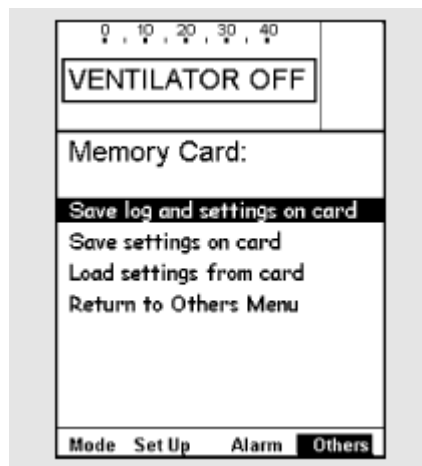 0 , 10 , 20 , 30 , 40
VENTILATOR OFF
Memory Card:
Save log and settings on card
Save settings on card
Load settings from card
Return to Others Menu
Mode Set Up Alarm Others